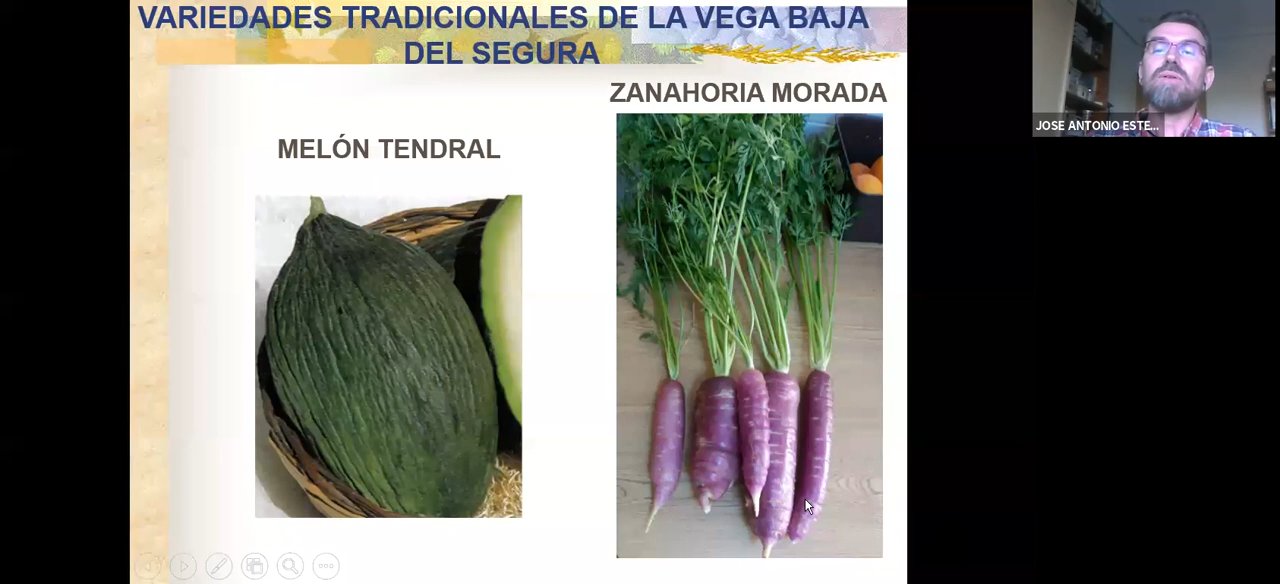 VARIEDADES TRADICIONALES DE LA VEGA BAJA
DEL SEGURA
ZANAHORIA MORADA
MELÓN TENDRAL
JOSE ANTONIO ESTE...